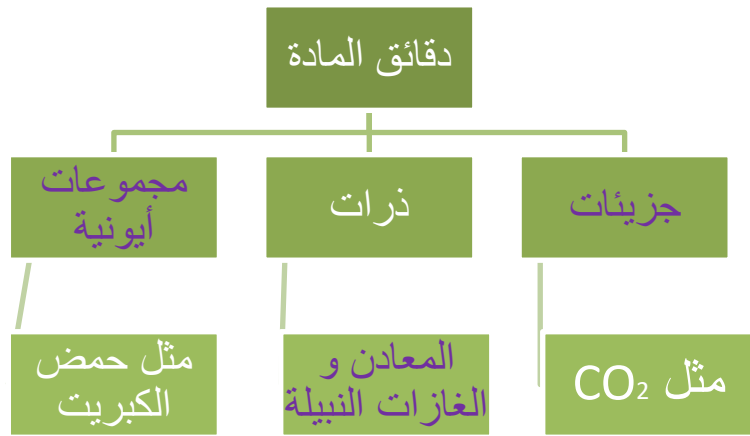 دقائق المادة
جزيئات
ذرات
مجموعات
أيونية
مثل CO₂
المعادن و
الغازات النبيلة
مثل حمض
الكبريت